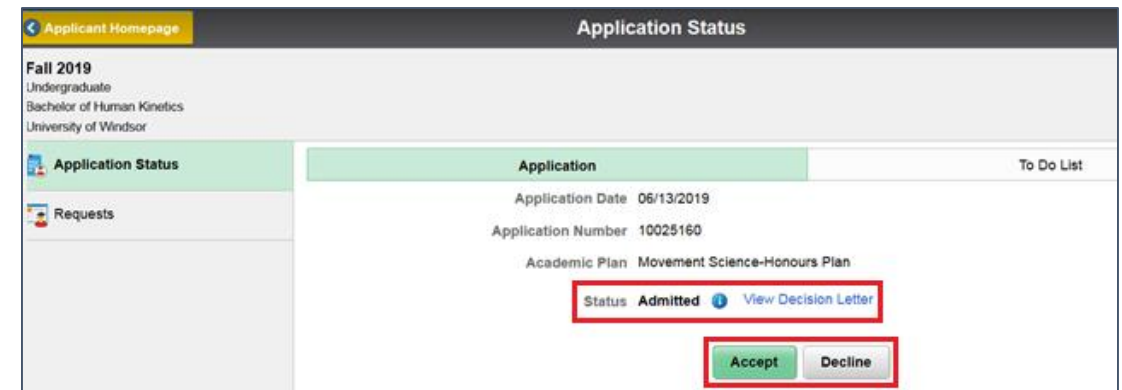 Applicant Homepage
Application Status
Fall 2019
Undergraduate
Bachelor of Human Kinetics
University of Windsor
Application Status
Requests
Application
To Do List
Application Date 06/13/2019
Application Number 10025160
Academic Plan Movement Science-Honours Plan
Status Admitted View Decision Letter
Accept Decline